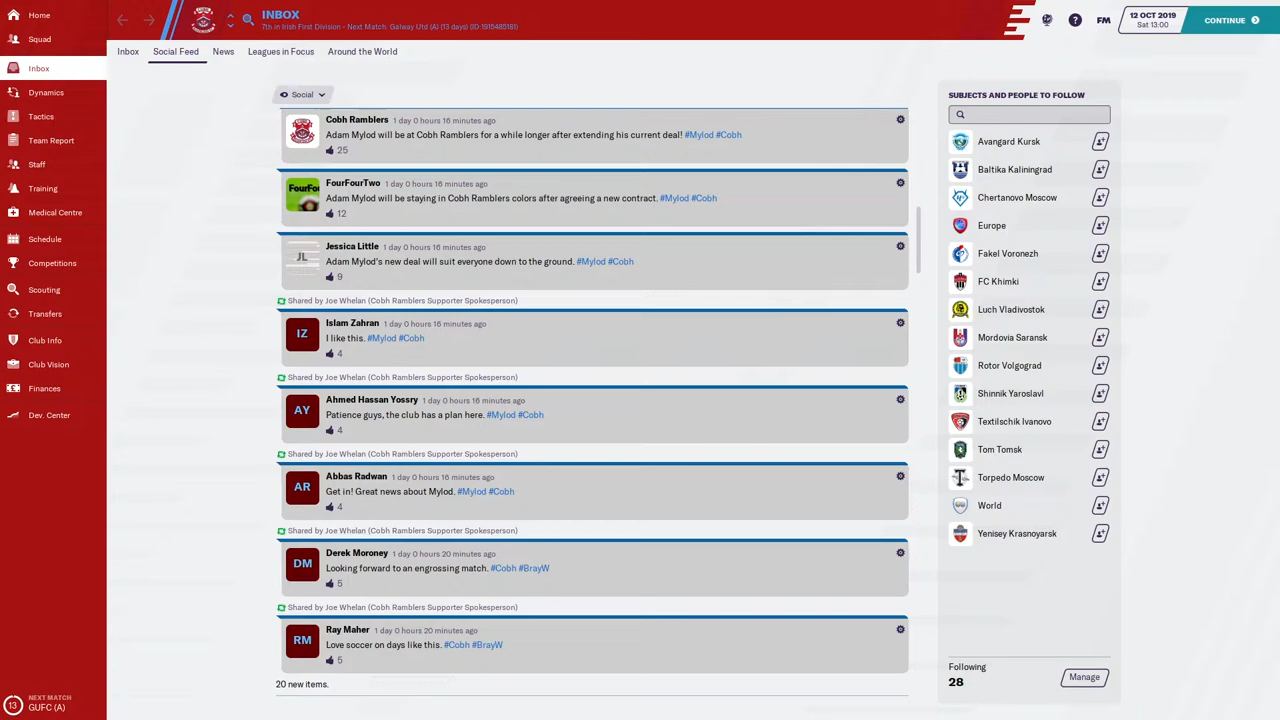 Home
Squad
Inbox
Dynamics
Tactics
Team Report
Staff
Training
Medical Centre
Schedule
Competitions
Scouting
Transfers
Club Info
Club Vision
Finances
Dev. Center
13
NEXT MATCH
GUFC (A)
INBOX
7th in Irish First Division • Next Match: Galway Utd (A) (13 days) (ID:1915485181)
?
FM
12 OCT 2019
Sat 13:00
CONTINUE
Inbox
Social Feed
News
Leagues in Focus
Around the World
Social
Cobh Ramblers 1 day 0 hours 16 minutes ago
Adam Mylod will be at Cobh Ramblers for a while longer after extending his current deal! #Mylod #Cobh
25
FourFourTwo 1 day 0 hours 16 minutes ago
Adam Mylod will be staying in Cobh Ramblers colors after agreeing a new contract. #Mylod #Cobh
12
JL
Jessica Little 1 day 0 hours 16 minutes ago
Adam Mylod's new deal will suit everyone down to the ground. #Mylod #Cobh
9
Shared by Joe Whelan (Cobh Ramblers Supporter Spokesperson)
IZ
Islam Zahran 1 day 0 hours 16 minutes ago
I like this. #Mylod #Cobh
4
Shared by Joe Whelan (Cobh Ramblers Supporter Spokesperson)
AY
Ahmed Hassan Yossry 1 day 0 hours 16 minutes ago
Patience guys, the club has a plan here. #Mylod #Cobh
4
Shared by Joe Whelan (Cobh Ramblers Supporter Spokesperson)
AR
Abbas Radwan 1 day 0 hours 16 minutes ago
Get in! Great news about Mylod. #Mylod #Cobh
4
Shared by Joe Whelan (Cobh Ramblers Supporter Spokesperson)
DM
Derek Moroney 1 day 0 hours 20 minutes ago
Looking forward to an engrossing match. #Cobh #BrayW
5
Shared by Joe Whelan (Cobh Ramblers Supporter Spokesperson)
RM
Ray Maher 1 day 0 hours 20 minutes ago
Love soccer on days like this. #Cobh #BrayW
5
20 new items.
SUBJECTS AND PEOPLE TO FOLLOW
Avangard Kursk
Baltika Kaliningrad
Chertanovo Moscow
Europe
Fakel Voronezh
FC Khimki
Luch Vladivostok
Mordovia Saransk
Rotor Volgograd
Shinnik Yaroslavl
Textilschik Ivanovo
Tom Tomsk
Torpedo Moscow
World
Yenisey Krasnoyarsk
Following
28
Manage